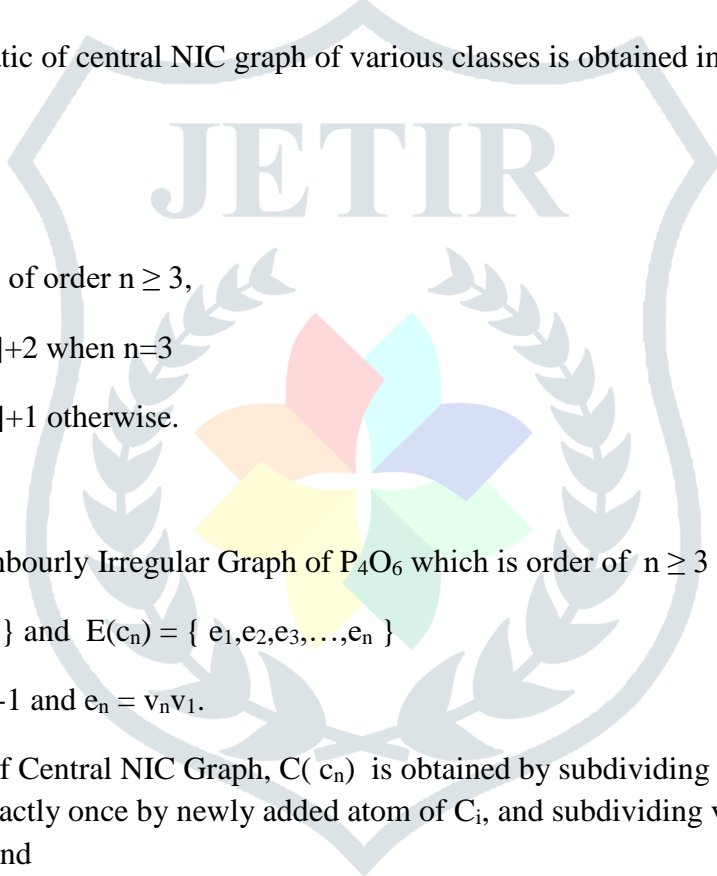 tic of central NIC graph of various classes is obtained in
JETIR
of order n ≥ 3,
]+2 when n=3
]+1 otherwise.
nbourly Irregular Graph of P₄O₆ which is order of n ≥ 3
} and E(cₙ) = { e₁,e₂,e₃,…,eₙ }
-1 and eₙ = vₙv₁.
f Central NIC Graph, C( cₙ) is obtained by subdividing
actly once by newly added atom of Cᵢ, and subdividing
nd